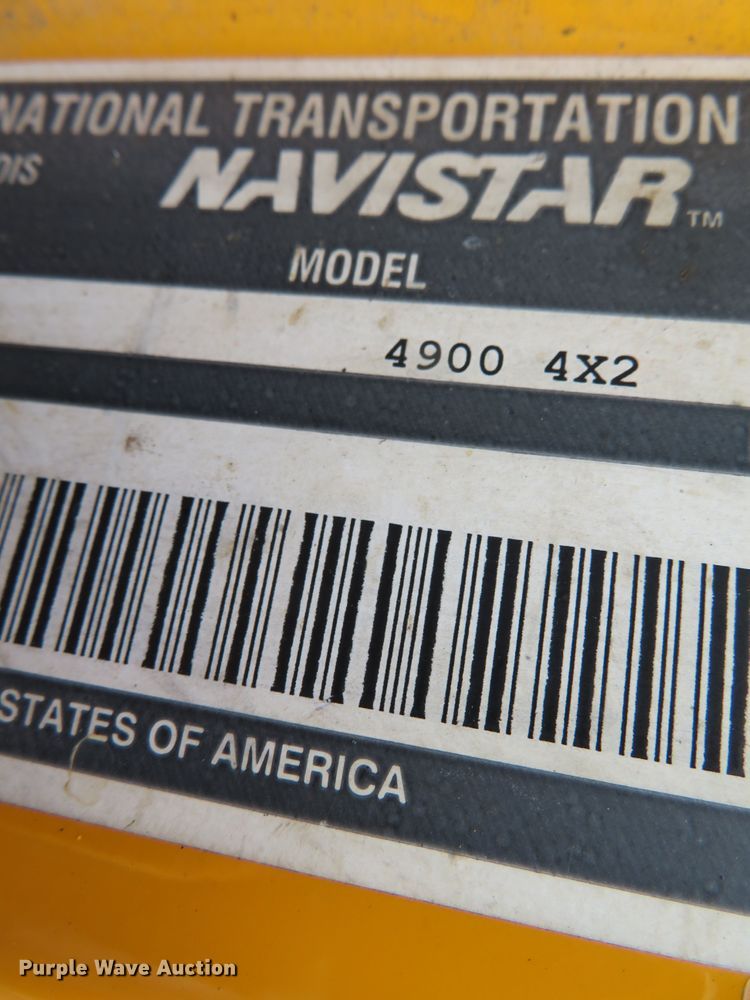 NATIONAL TRANSPORTATION
OIS
NAVISTAR™
MODEL
4900 4X2
STATES OF AMERICA
Purple Wave Auction